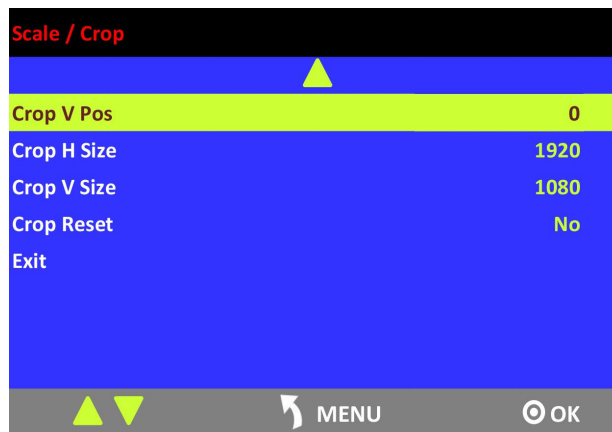 Scale / Crop
Crop V Pos 0
Crop H Size 1920
Crop V Size 1080
Crop Reset No
Exit
MENU OK